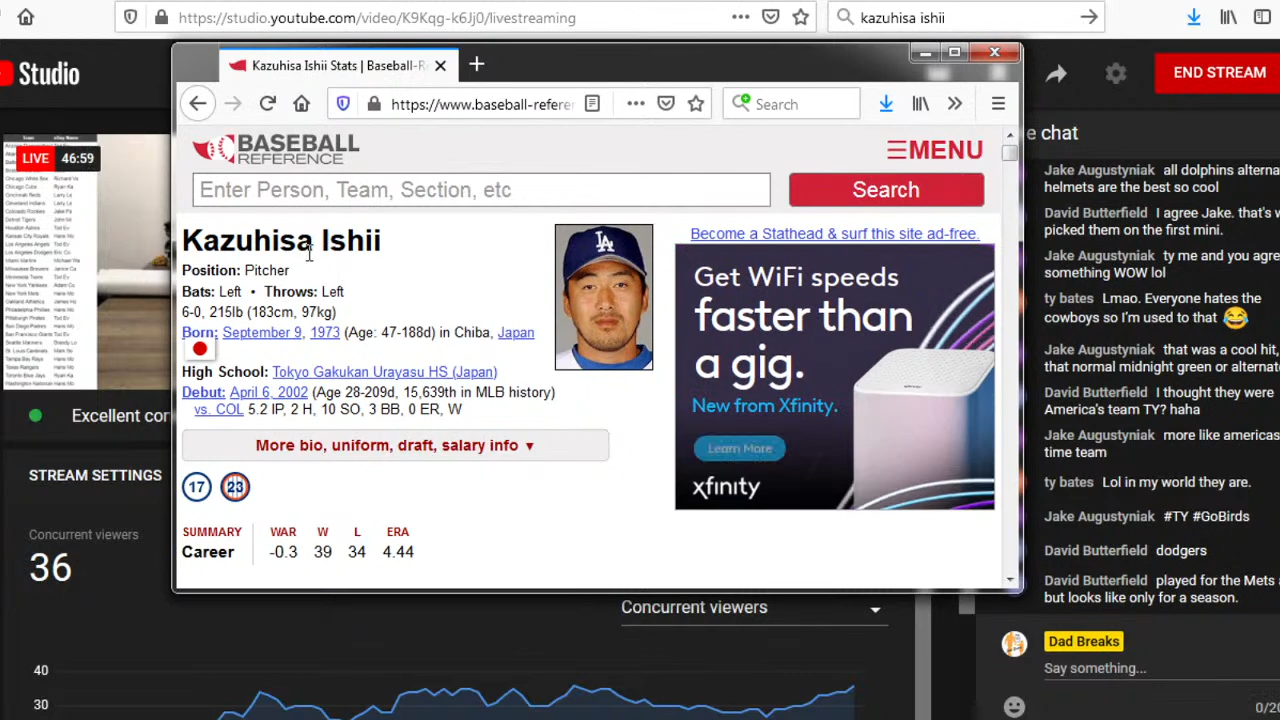 https://studio.youtube.com/video/K9Kqg-k6Jj0/livestreaming
kazuhisa ishii
Studio
END STREAM
LIVE 46:59
Excellent con
STREAM SETTINGS
Concurrent viewers
36
Kazuhisa Ishii Stats | Baseball-R
https://www.baseball-refere
Search
BASEBALL
REFERENCE
MENU
Enter Person, Team, Section, etc
Search
Kazuhisa Ishii
Position: Pitcher
Bats: Left • Throws: Left
6-0, 215lb (183cm, 97kg)
Born: September 9, 1973 (Age: 47-188d) in Chiba, Japan
High School: Tokyo Gakukan Urayasu HS (Japan)
Debut: April 6, 2002 (Age 28-209d, 15,639th in MLB history)
vs. COL 5.2 IP, 2 H, 10 SO, 3 BB, 0 ER, W
More bio, uniform, draft, salary info ▼
17 23
SUMMARY WAR W L ERA
Career -0.3 39 34 4.44
Become a Stathead & surf this site ad-free.
LA
Get WiFi speeds
faster than
a gig.
New from Xfinity.
Learn More
xfinity
Concurrent viewers
40
30
e chat
Jake Augustyniak all dolphins alterna
helmets are the best so cool
David Butterfield I agree Jake. that's w
picked them on the first mini.
Jake Augustyniak ty me and you agre
something WOW lol
ty bates Lmao. Everyone hates the
cowboys so I'm used to that 😂
Jake Augustyniak that was a cool hit,
that normal midnight green or alternat
David Butterfield I thought they were
America's team TY? haha
Jake Augustyniak more like americas
time team
ty bates Lol in my world they are.
Jake Augustyniak #TY #GoBirds
David Butterfield dodgers
David Butterfield played for the Mets a
but looks like only for a season.
Dad Breaks
Say something...
0/20